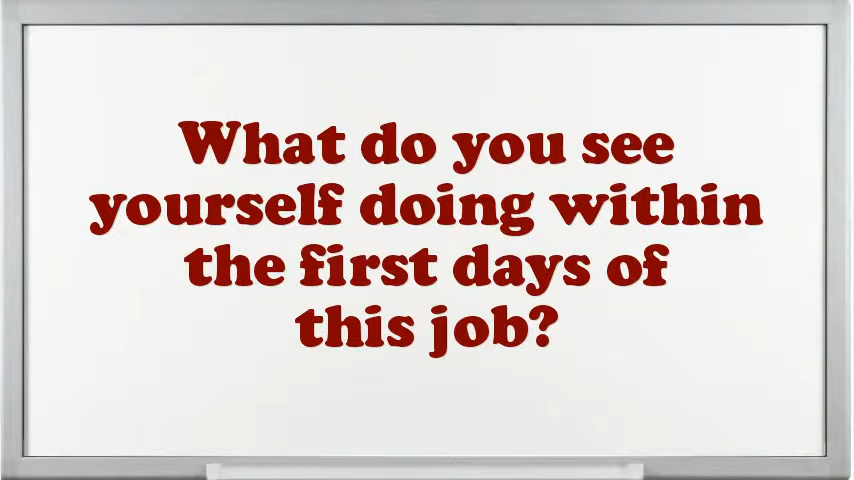 What do you see
yourself doing within
the first days of
this job?